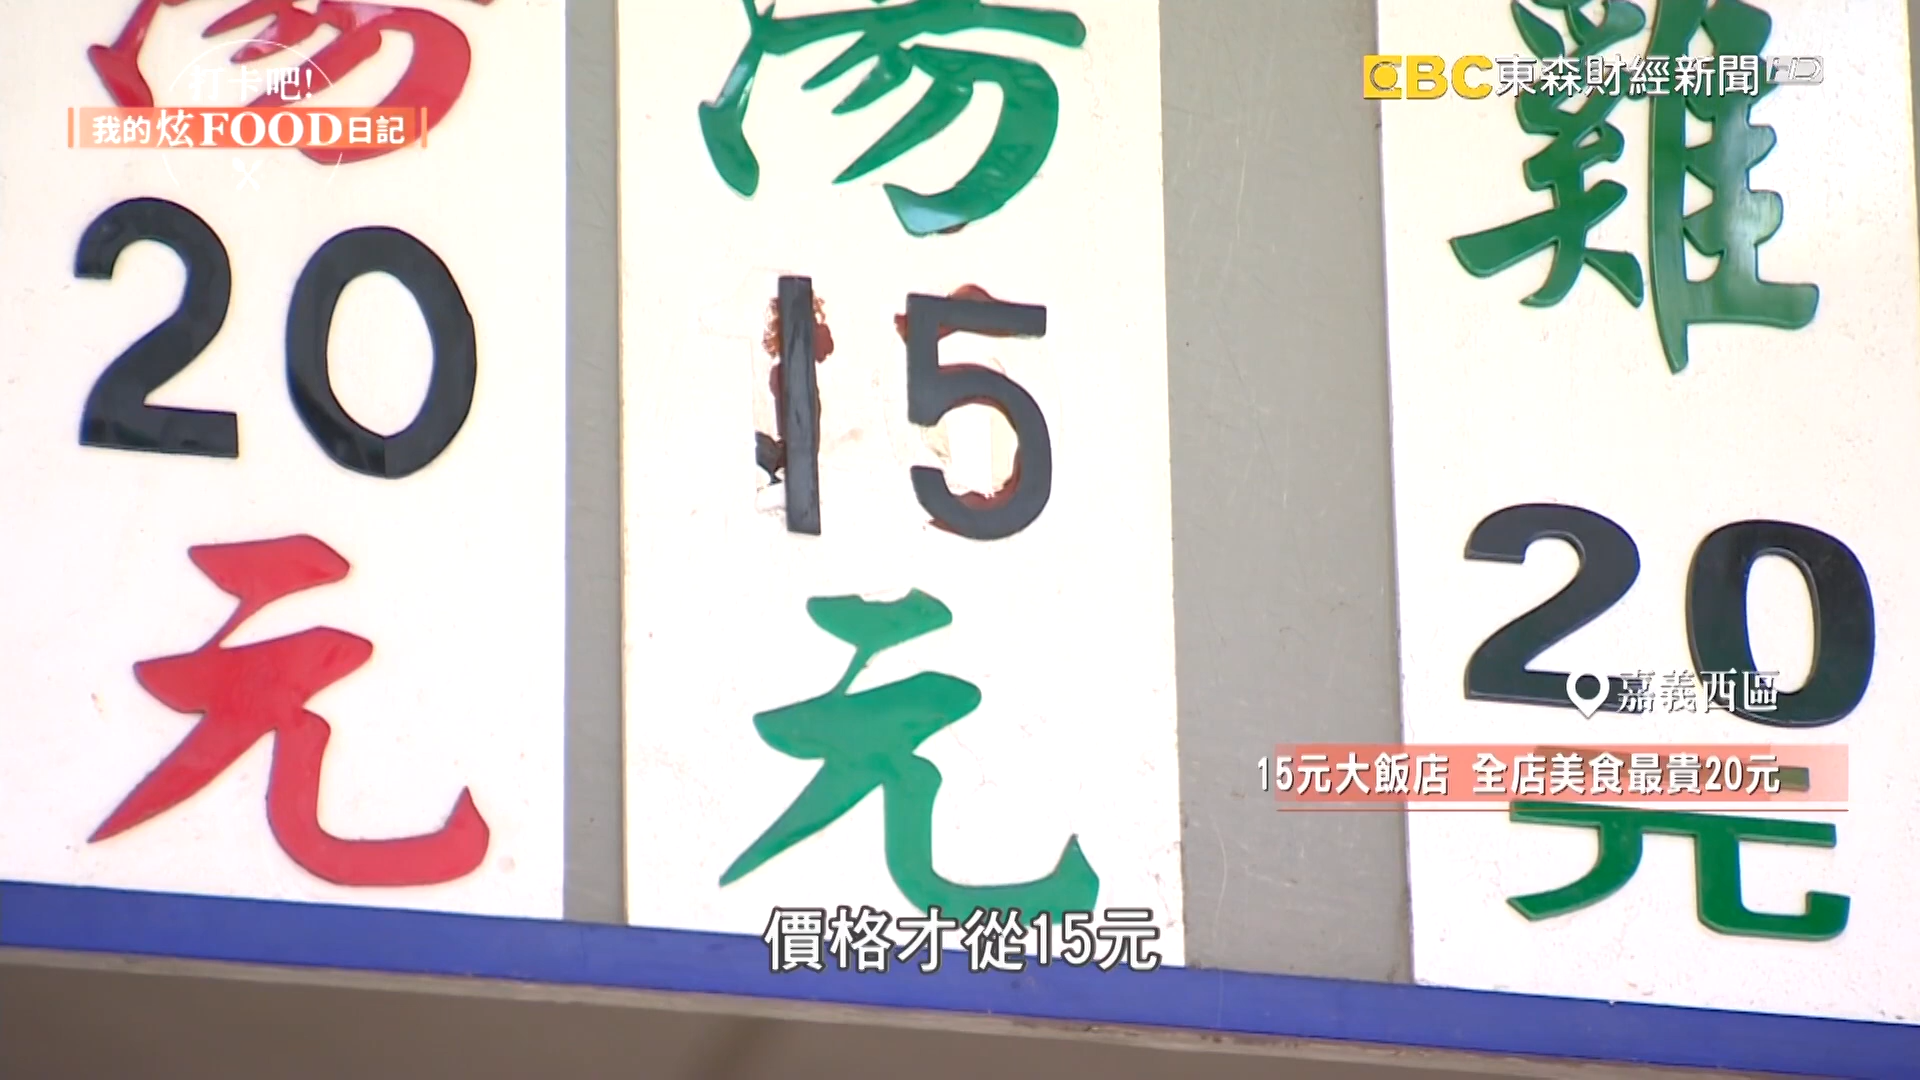 打卡吧!
我的炫FOOD日記
EBC東森財經新聞HD
湯
20
元
湯
15
元
雞
20
元
嘉義西區
15元大飯店 全店美食最貴20元
價格才從15元